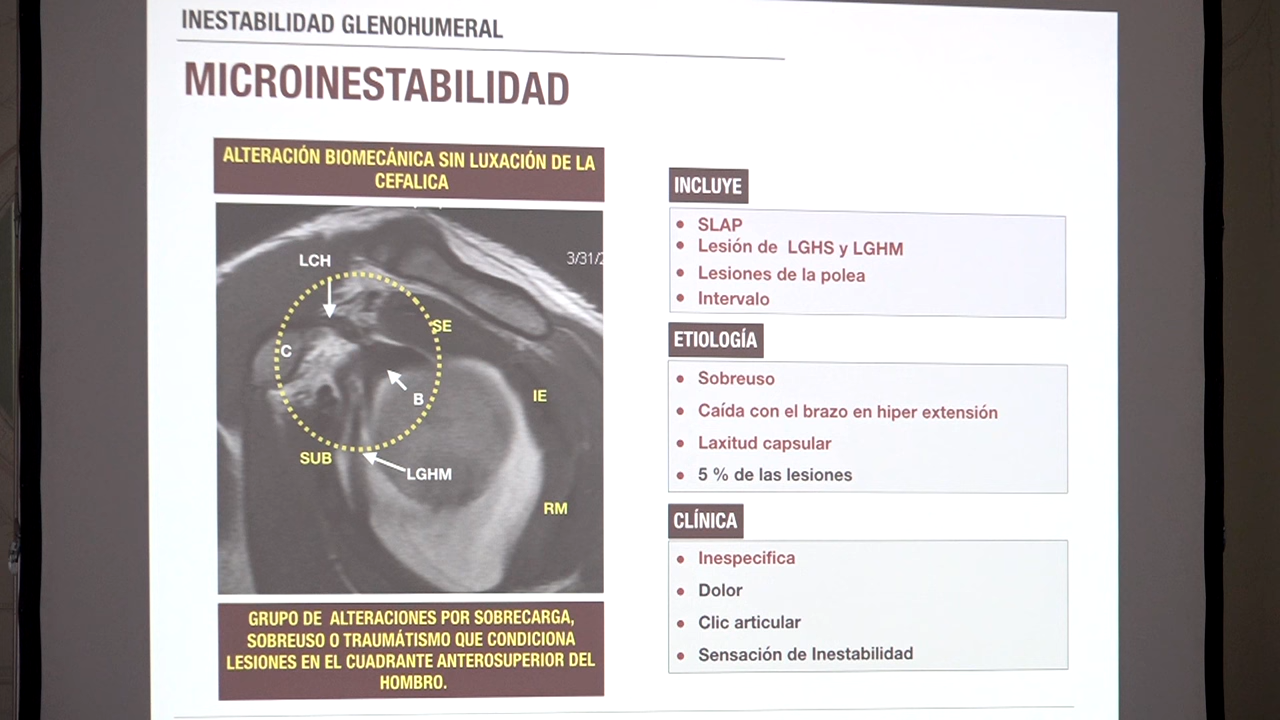 INESTABILIDAD GLENOHUMERAL
MICROINESTABILIDAD
ALTERACIÓN BIOMECÁNICA SIN LUXACIÓN DE LA
CEFALICA
3/31/2
LCH
SE
C
B
IE
SUB
LGHM
RM
GRUPO DE ALTERACIONES POR SOBRECARGA,
SOBREUSO O TRAUMÁTISMO QUE CONDICIONA
LESIONES EN EL CUADRANTE ANTEROSUPERIOR DEL
HOMBRO.
INCLUYE
• SLAP
• Lesión de LGHS y LGHM
• Lesiones de la polea
• Intervalo
ETIOLOGÍA
• Sobreuso
• Caída con el brazo en hiper extensión
• Laxitud capsular
• 5 % de las lesiones
CLÍNICA
• Inespecifica
• Dolor
• Clic articular
• Sensación de Inestabilidad